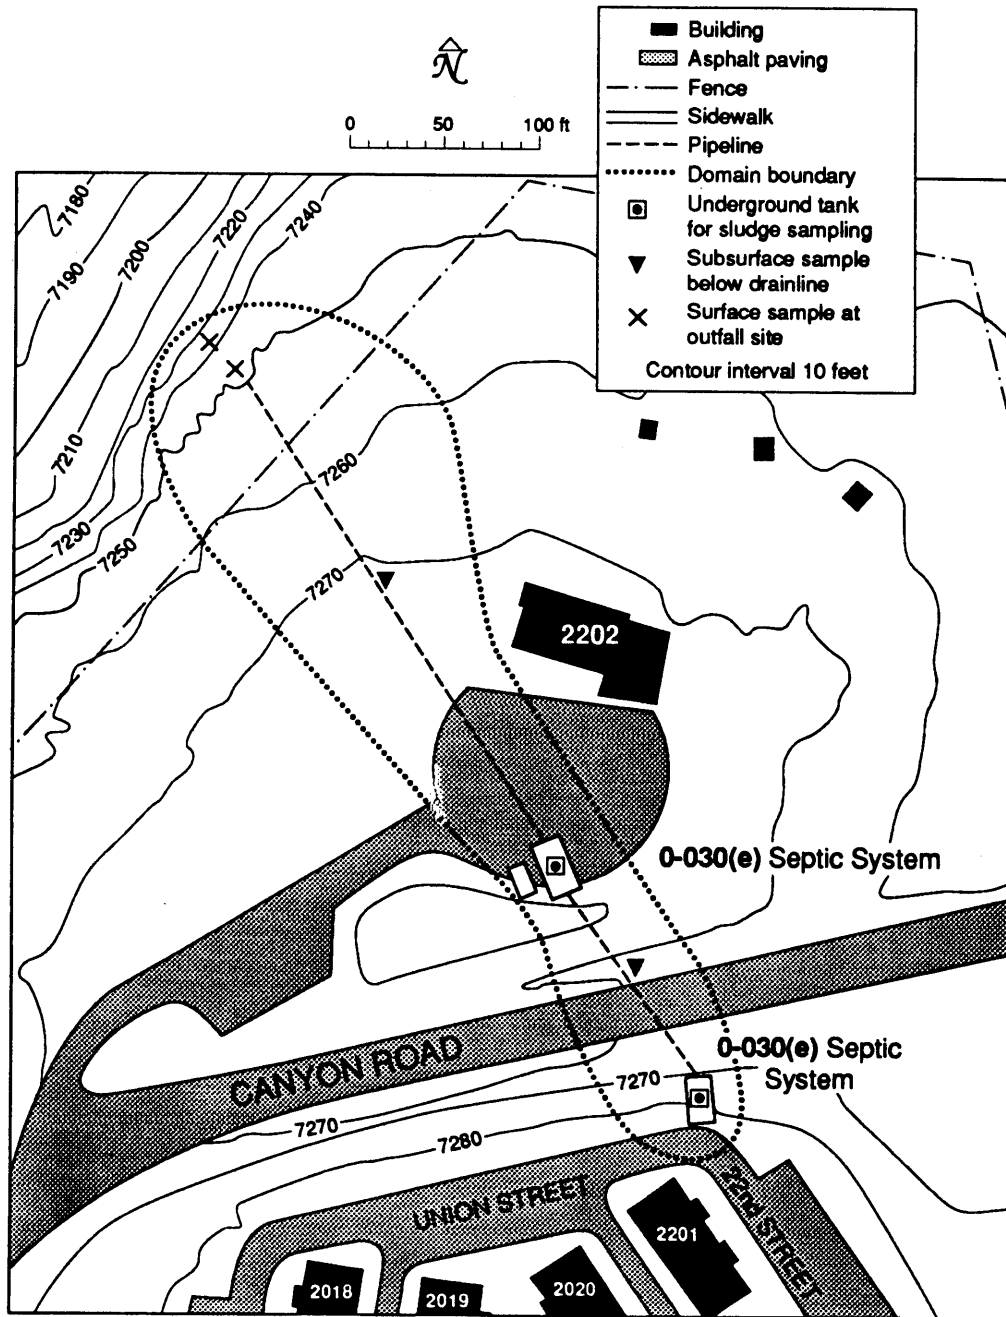 N
0 50 100 ft
Building
Asphalt paving
Fence
Sidewalk
Pipeline
Domain boundary
Underground tank
for sludge sampling
Subsurface sample
below drainline
Surface sample at
outfall site
Contour interval 10 feet
7180
7190
7200
7220
7240
7210
7230
7250
7260
7270
2202
0-030(e) Septic System
0-030(e) Septic
System
CANYON ROAD
7270
7270
7280
UNION STREET
22nd STREET
2201
2018
2019
2020